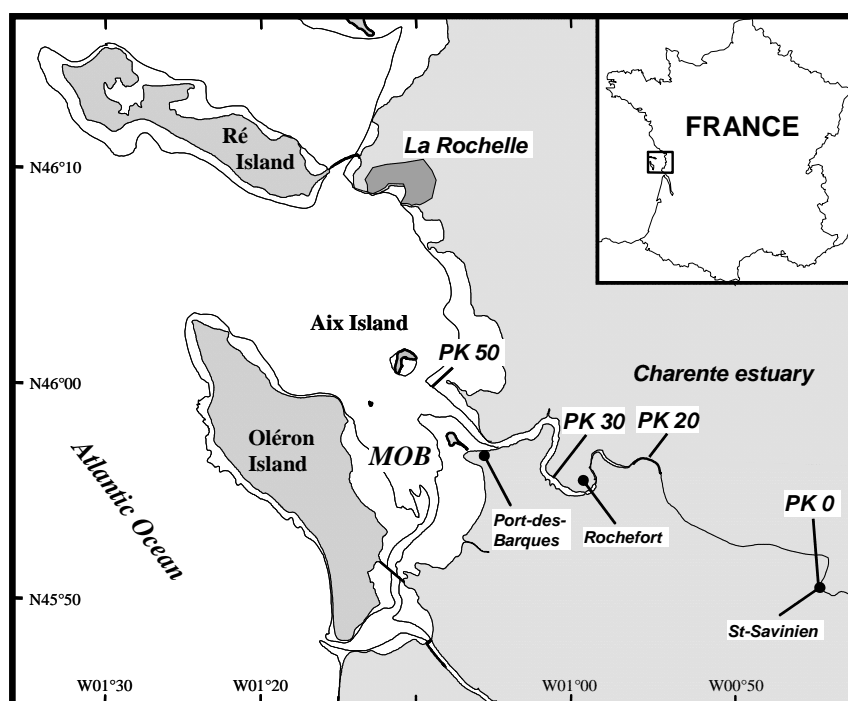 FRANCE
Ré
Island
La Rochelle
N46°10
Aix Island
PK 50
N46°00
Charente estuary
PK 30
PK 20
Oléron
Island
MOB
Atlantic Ocean
PK 0
Port-des-
Barques
Rochefort
N45°50
St-Savinien
W01°30
W01°20
W01°00
W00°50